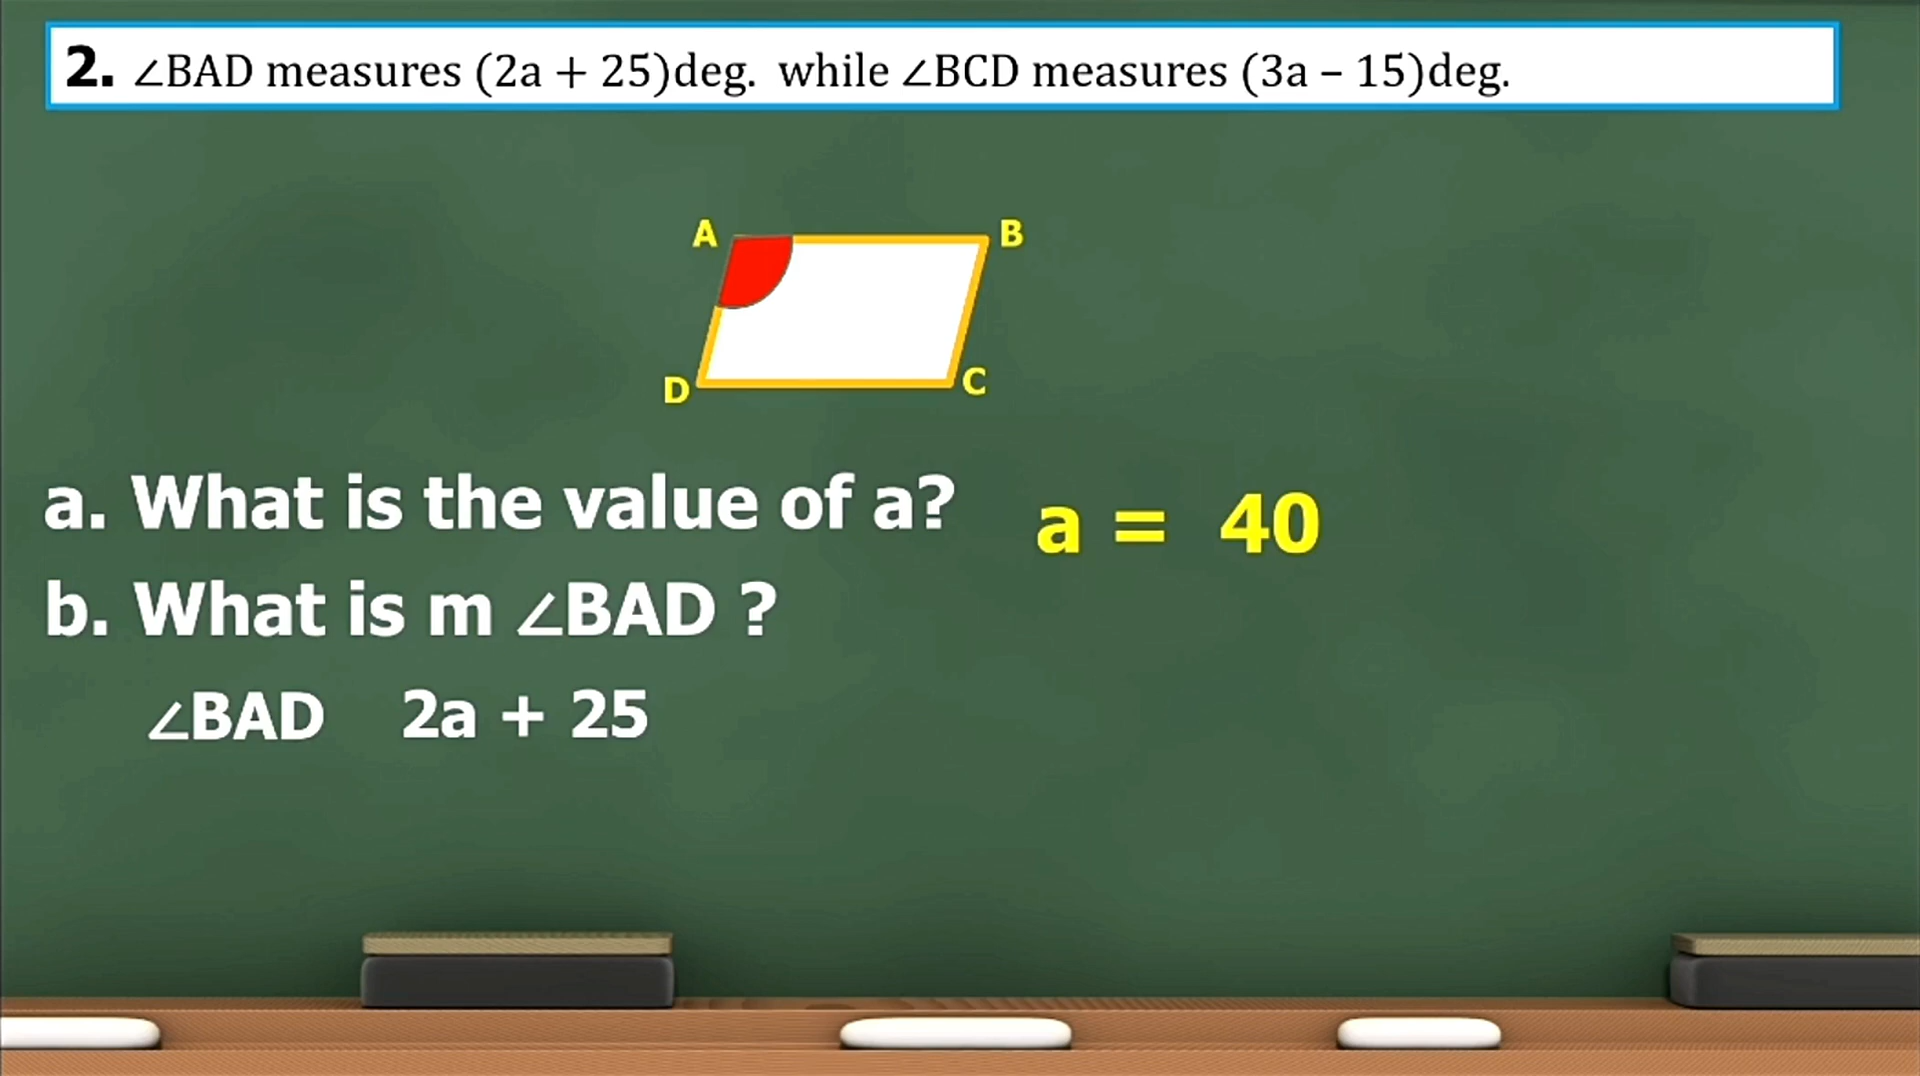 2. ∠BAD measures (2a + 25)deg. while ∠BCD measures (3a – 15)deg.
A B
D C
a. What is the value of a? a = 40
b. What is m ∠BAD ?
∠BAD 2a + 25